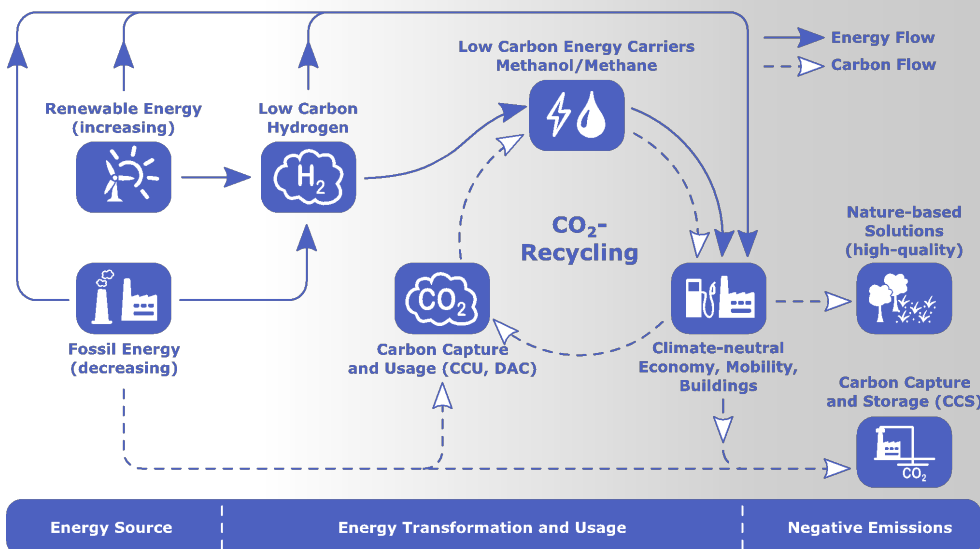 Energy Flow
Carbon Flow
Low Carbon Energy Carriers
Methanol/Methane
Renewable Energy
(increasing)
Low Carbon
Hydrogen
H2
CO2-
Recycling
Nature-based
Solutions
(high-quality)
CO2
Fossil Energy
(decreasing)
Carbon Capture
and Usage (CCU, DAC)
Climate-neutral
Economy, Mobility,
Buildings
Carbon Capture
and Storage (CCS)
CO2
Energy Source
Energy Transformation and Usage
Negative Emissions